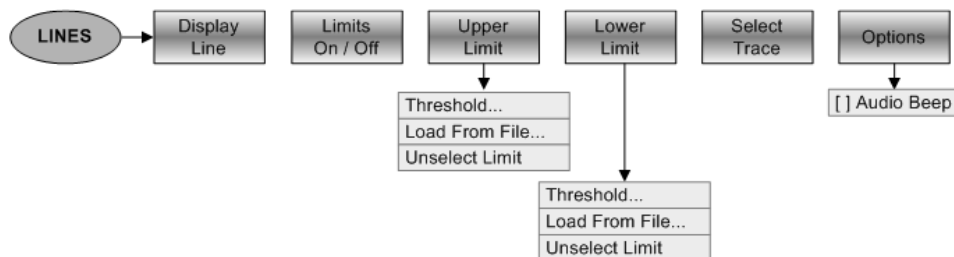 LINES
Display
Line
Limits
On / Off
Upper
Limit
Lower
Limit
Select
Trace
Options
Threshold...
Load From File...
Unselect Limit
[ ] Audio Beep
Threshold...
Load From File...
Unselect Limit